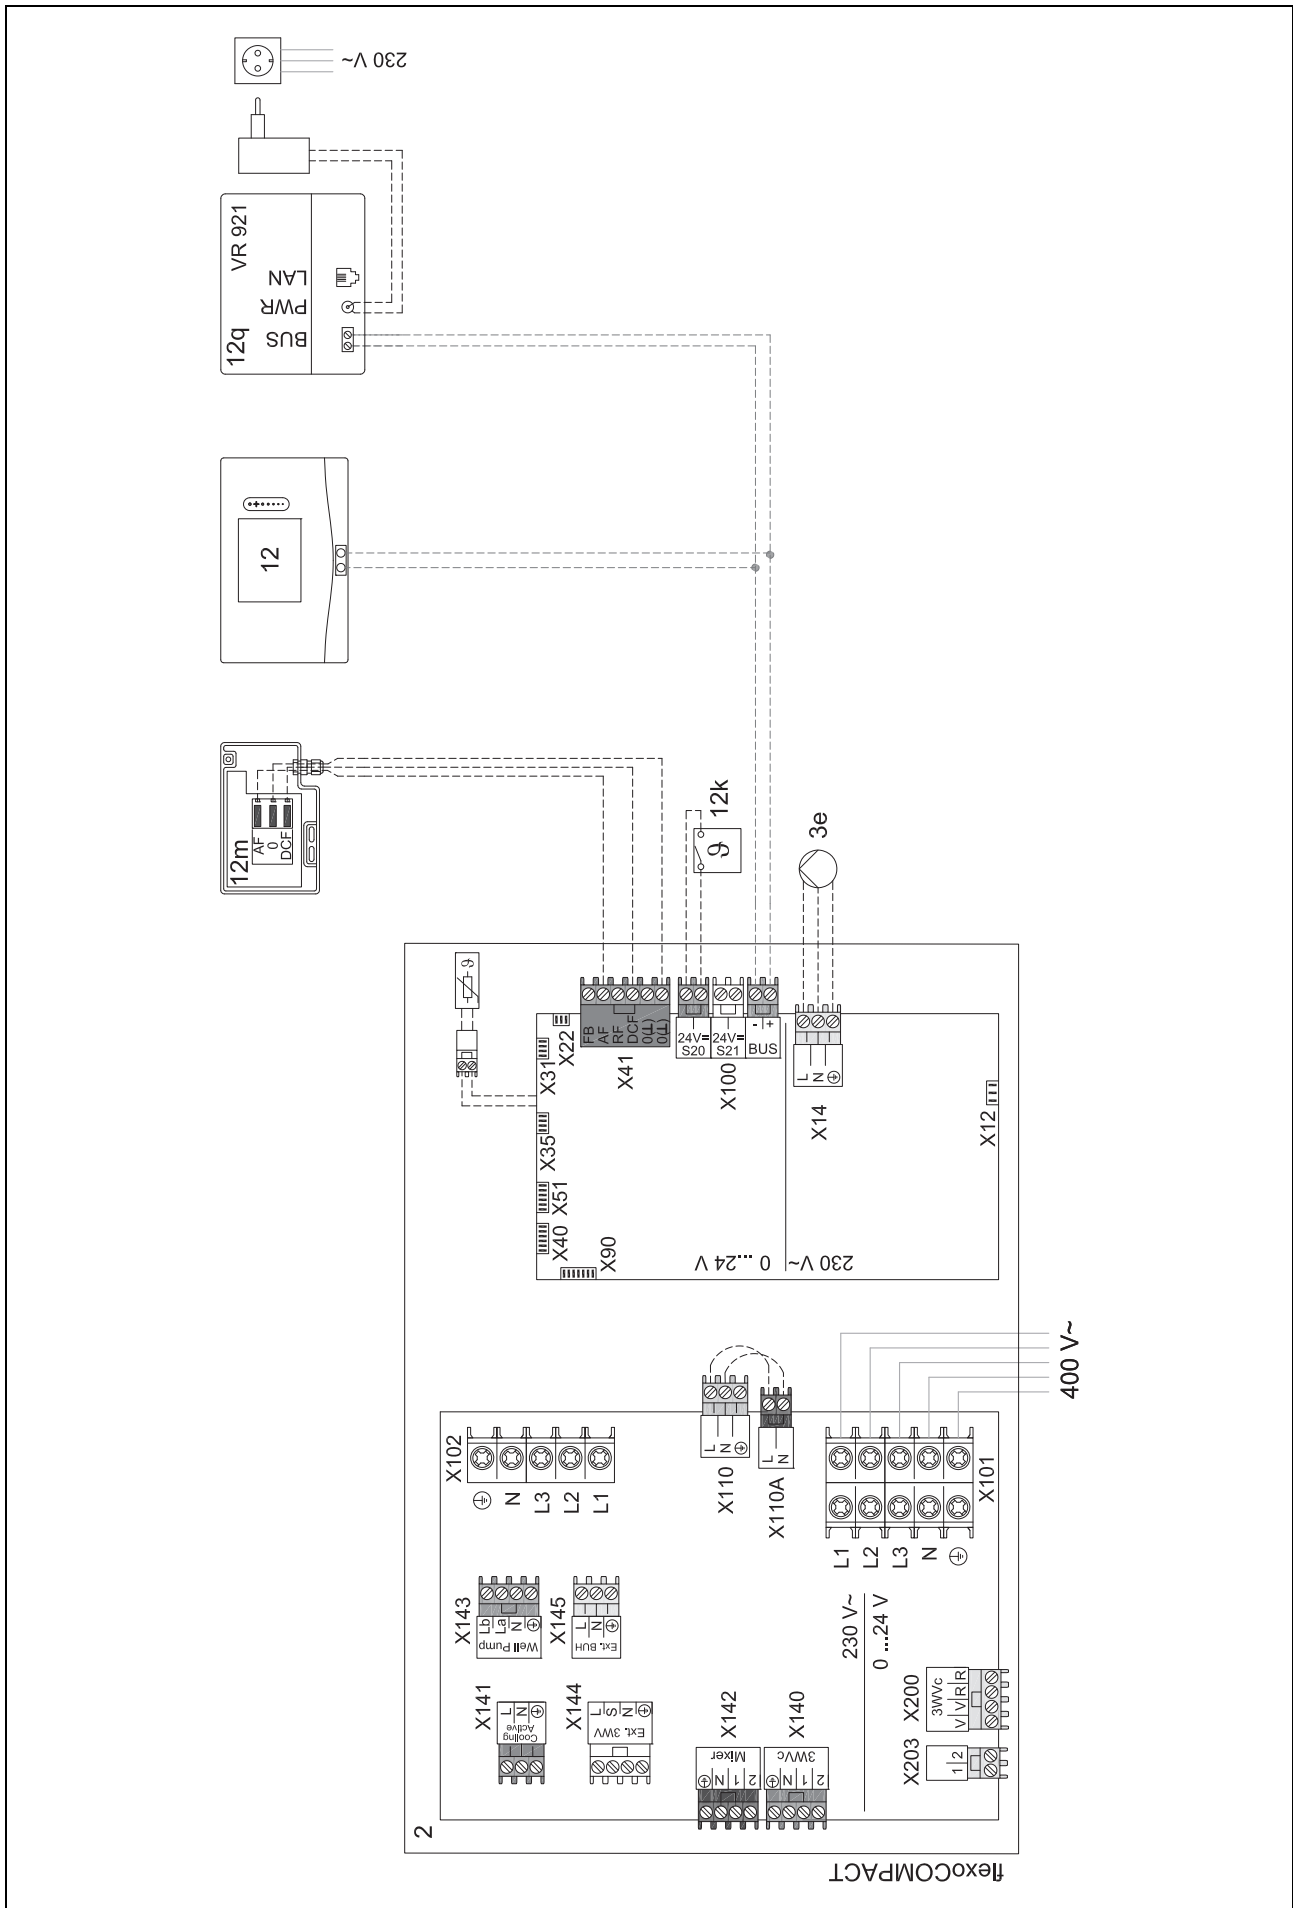 230 V~
VR 921
LAN
PWR
BUS
12q
12
12m
AF
0
DCF
12k
ϑ
3e
ϑ
X22
X31
X35
X51
X40
X90
FB
AF
RF
DCF
0(⊥)
0(⊥)
X41
24V=
S20
24V=
S21
X100
- +
BUS
L
N
X14
X12
0 ...24 V
230 V~
400 V~
X102
N
L3
L2
L1
L
N
X110
L
N
X110A
X101
L1
L2
L3
N
230 V~
0 ...24 V
X143
Lb
La
N
Well Pump
X145
L
N
Ext. BUH
X141
L
N
Cooling
Active
X144
L
S
N
Ext. 3WV
X142
Mixer
N
1
2
X140
3WVc
N
1
2
X200
3WVc
V V R R
X203
1 2
2
flexoCOMPACT